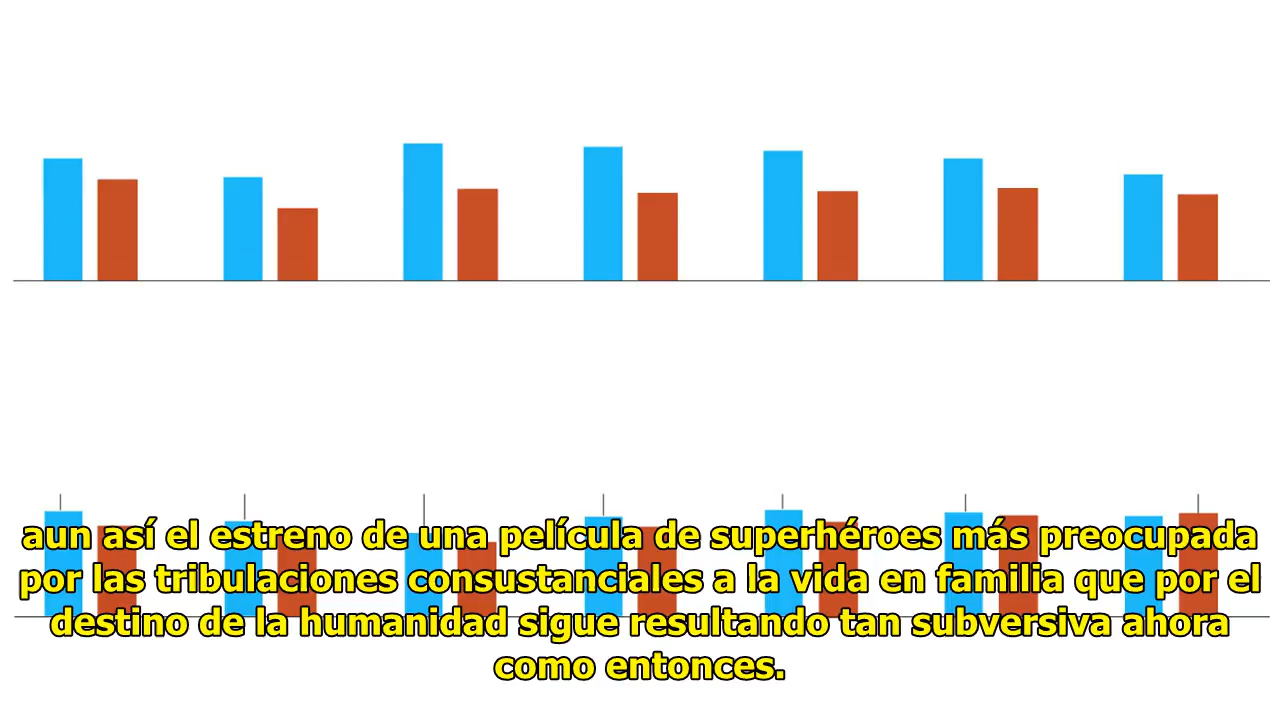 aun así el estreno de una película de superhéroes más preocupada
por las tribulaciones consustanciales a la vida en familia que por el
destino de la humanidad sigue resultando tan subversiva ahora
como entonces.